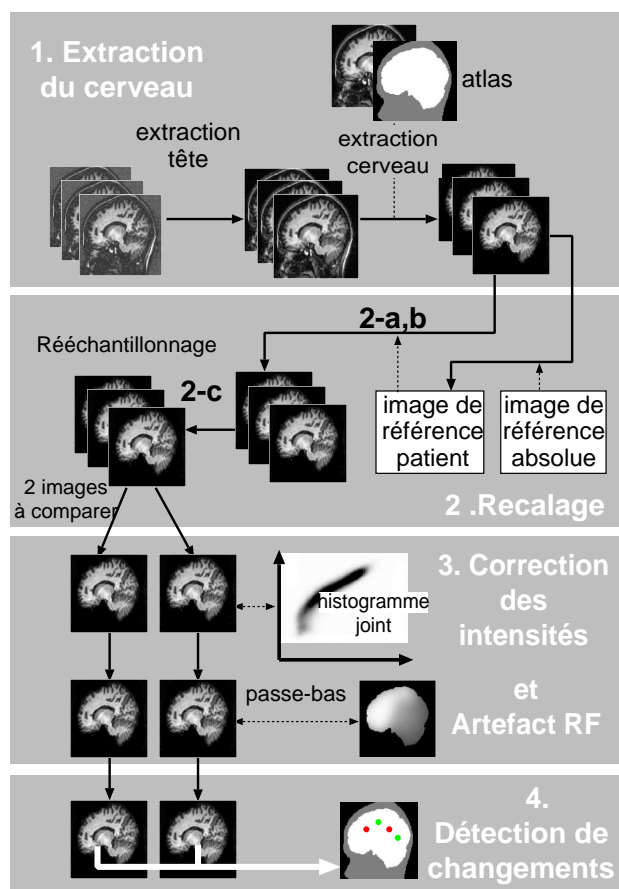 1. Extraction
du cerveau
atlas
extraction
tête
extraction
cerveau
2-a,b
Rééchantillonnage
2-c
image de
référence
patient
image de
référence
absolue
2 images
à comparer
2 .Recalage
3. Correction
des
intensités
histogramme
joint
et
Artefact RF
passe-bas
4.
Détection de
changements